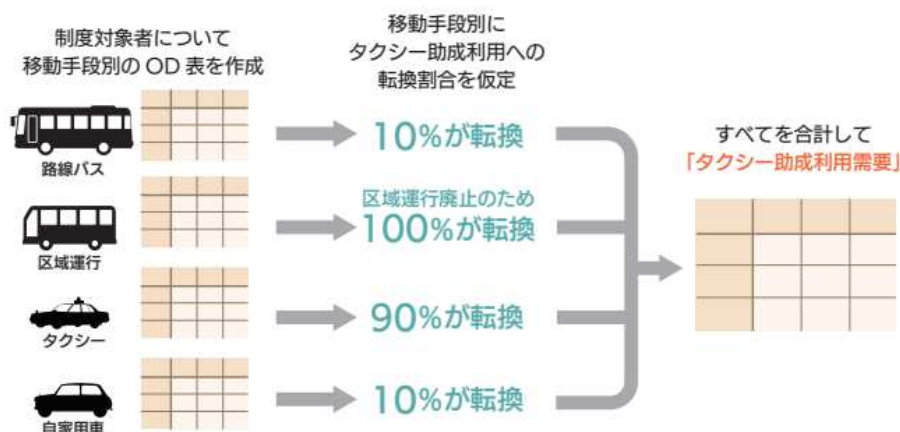 制度対象者について
移動手段別の OD 表を作成
移動手段別に
タクシー助成利用への
転換割合を仮定
路線バス
10%が転換
区域運行
区域運行廃止のため
100%が転換
タクシー
90%が転換
自家用車
10%が転換
すべてを合計して
「タクシー助成利用需要」